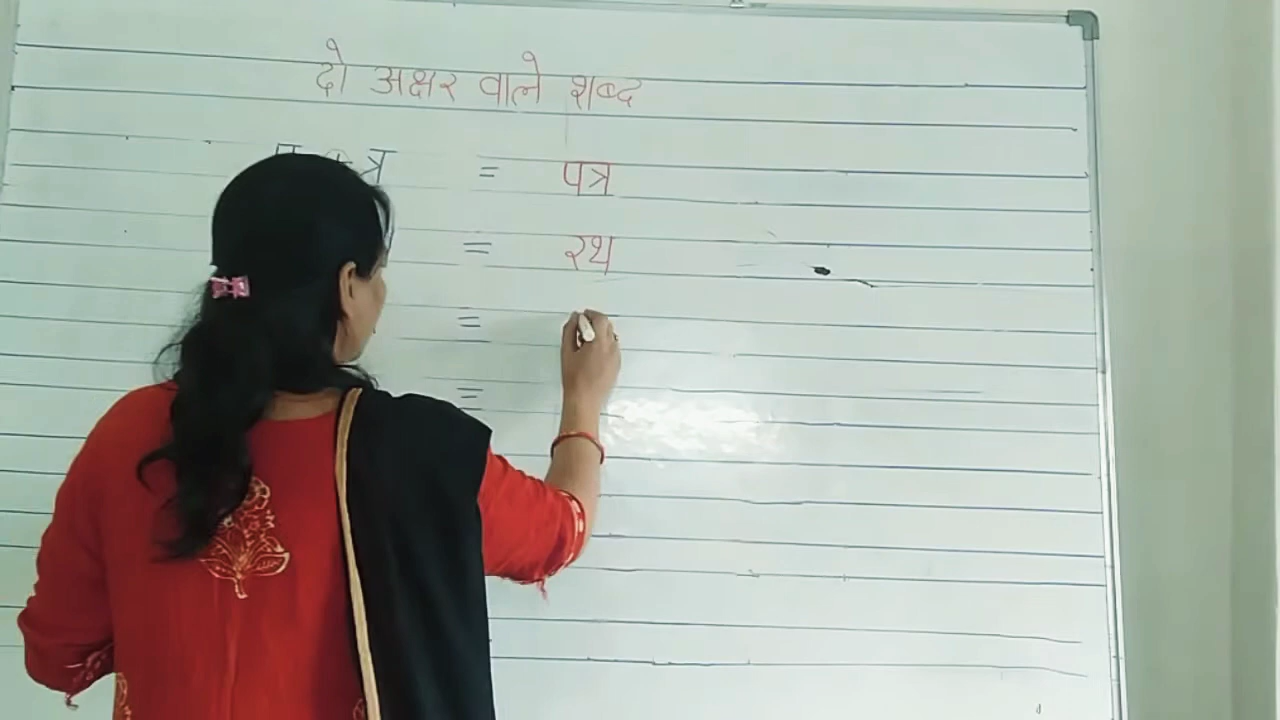 दो अक्षर वाले शब्द
+ त्र = पत्र
= रथ
=
=